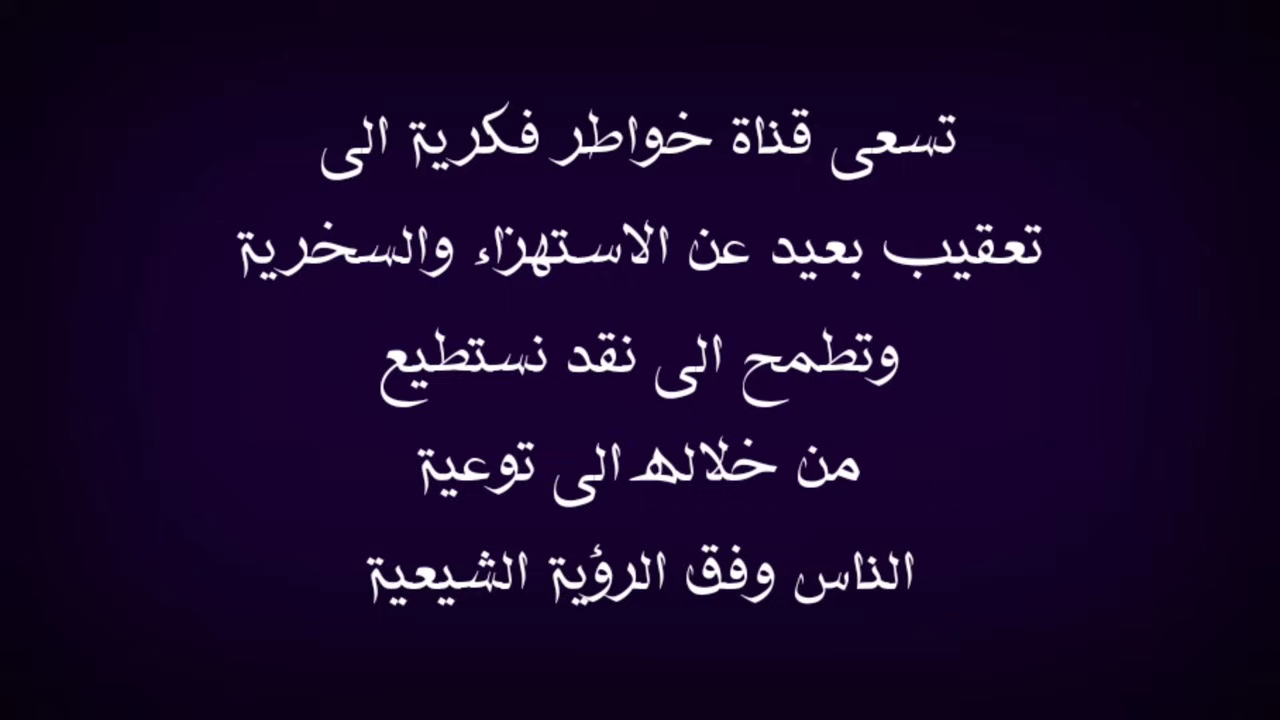 تسعى قناة خواطر فكرية الى
تعقيب بعيد عن الاستهزاء والسخرية
وتطمح الى نقد نستطيع
من خلاله الى توعية
الناس وفق الرؤية الشيعية